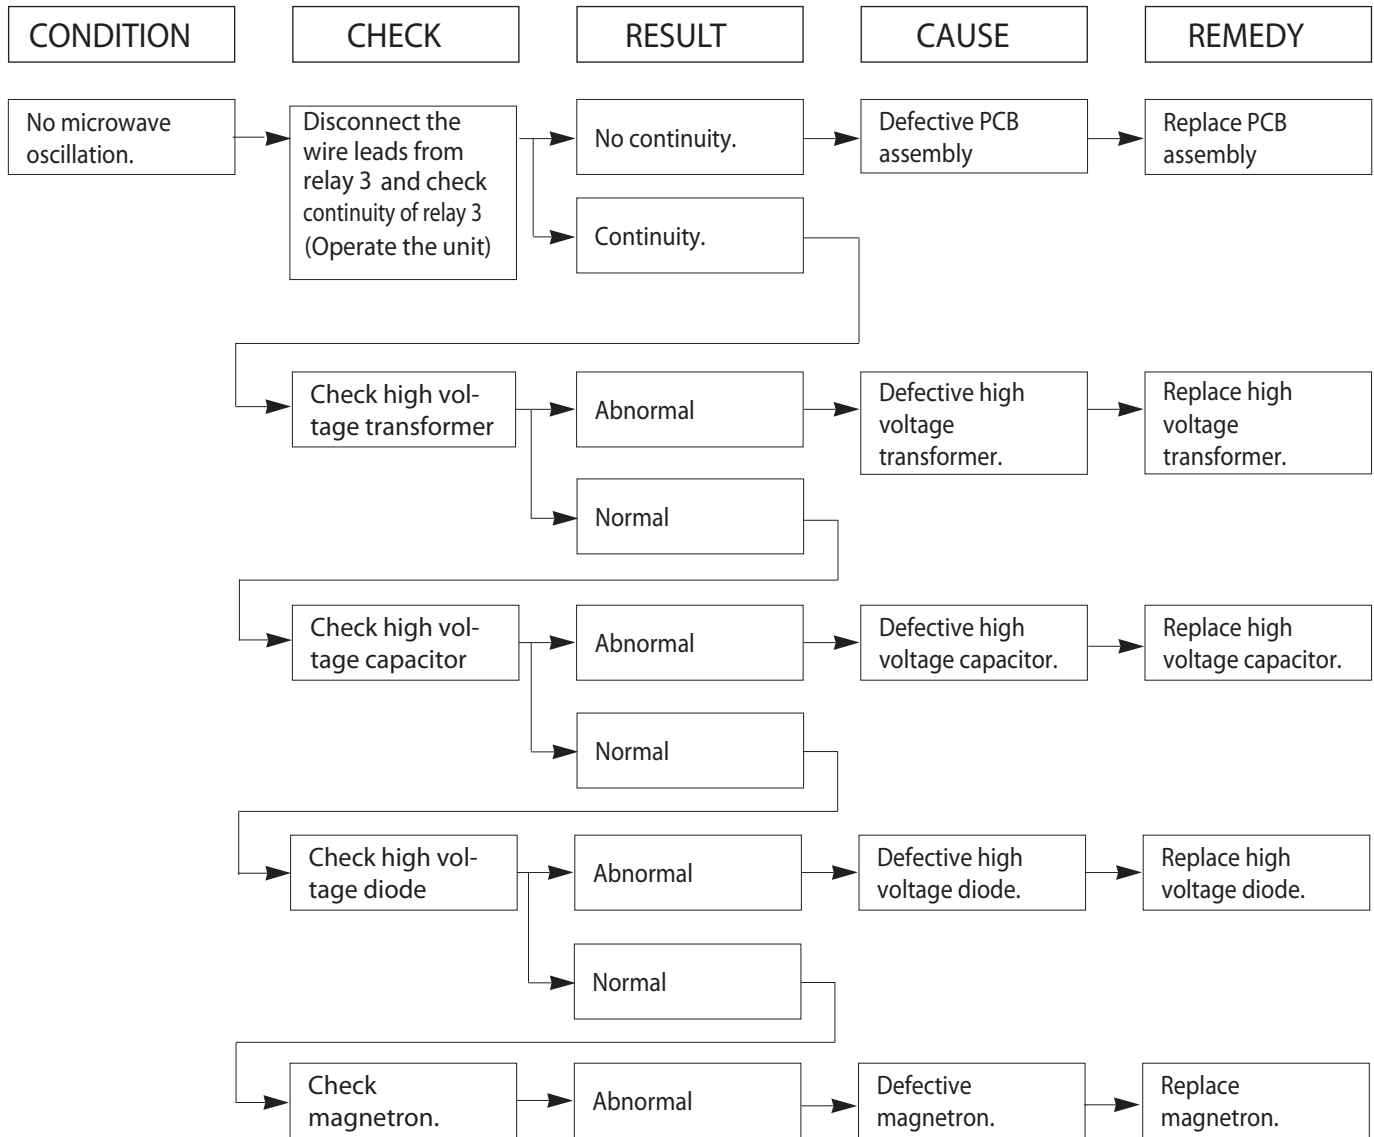 CONDITION
CHECK
RESULT
CAUSE
REMEDY
No microwave
oscillation.
Disconnect the
wire leads from
relay 3 and check
continuity of relay 3
(Operate the unit)
No continuity.
Defective PCB
assembly
Replace PCB
assembly
Continuity.
Check high vol-
tage transformer
Abnormal
Defective high
voltage
transformer.
Replace high
voltage
transformer.
Normal
Check high vol-
tage capacitor
Abnormal
Defective high
voltage capacitor.
Replace high
voltage capacitor.
Normal
Check high vol-
tage diode
Abnormal
Defective high
voltage diode.
Replace high
voltage diode.
Normal
Check
magnetron.
Abnormal
Defective
magnetron.
Replace
magnetron.